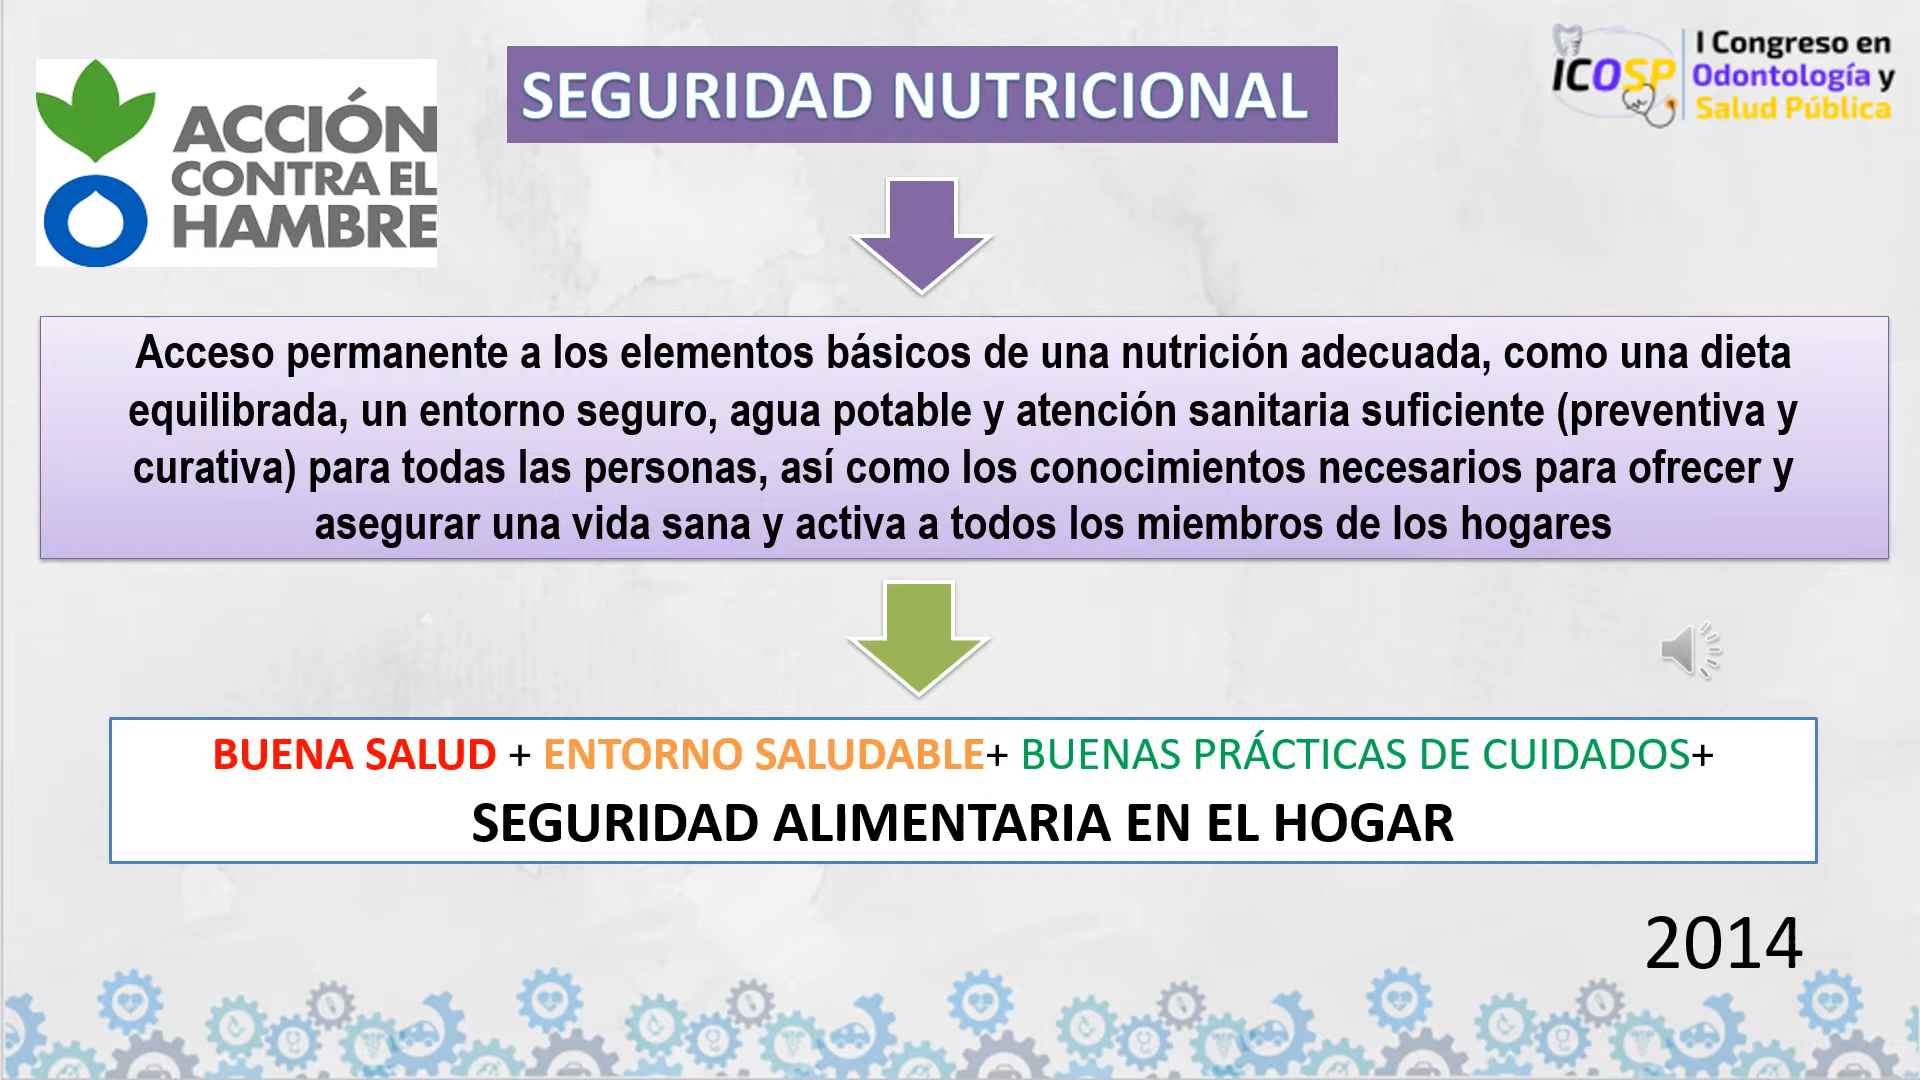 ACCIÓN
CONTRA EL
HAMBRE
SEGURIDAD NUTRICIONAL
ICOSP
I Congreso en
Odontología y
Salud Pública
Acceso permanente a los elementos básicos de una nutrición adecuada, como una dieta
equilibrada, un entorno seguro, agua potable y atención sanitaria suficiente (preventiva y
curativa) para todas las personas, así como los conocimientos necesarios para ofrecer y
asegurar una vida sana y activa a todos los miembros de los hogares
BUENA SALUD + ENTORNO SALUDABLE+ BUENAS PRÁCTICAS DE CUIDADOS+
SEGURIDAD ALIMENTARIA EN EL HOGAR
2014